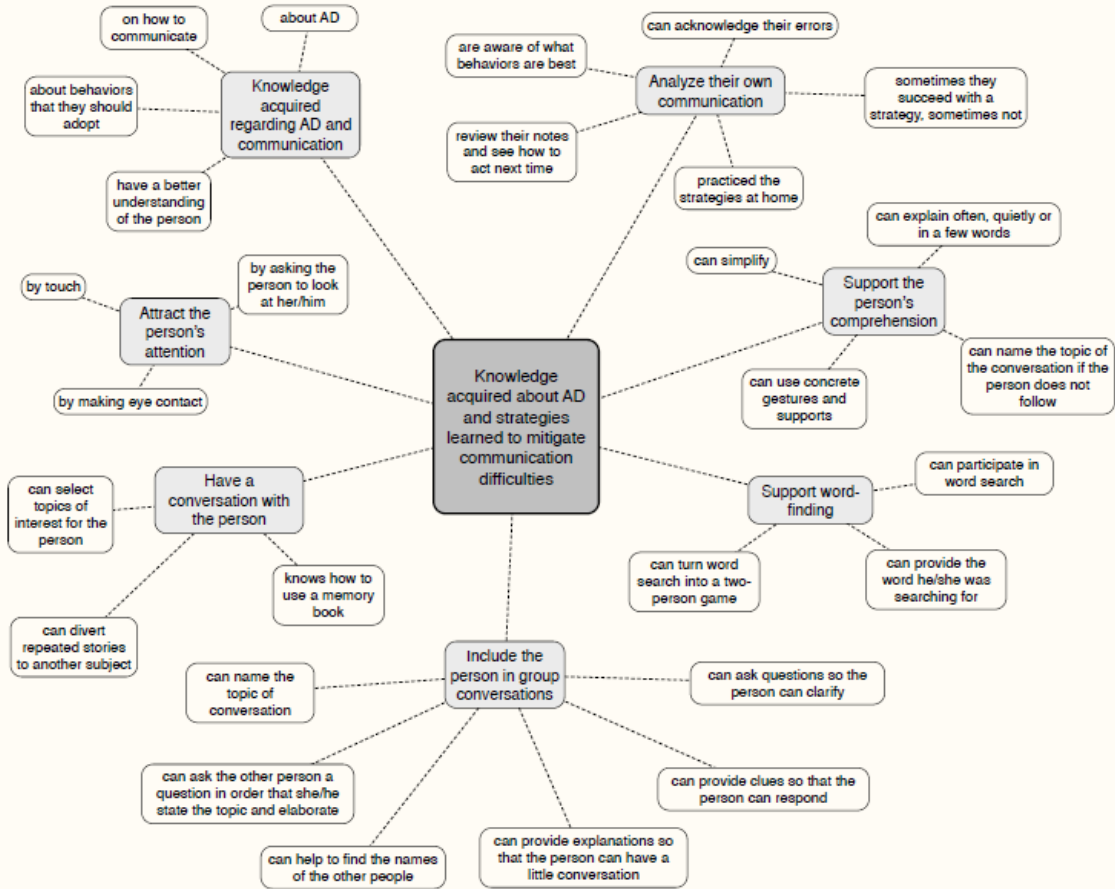 on how to
communicate
about AD
Knowledge
acquired
regarding AD and
communication
about behaviors
that they should
adopt
have a better
understanding
of the person
can acknowledge their errors
are aware of what
behaviors are best
Analyze their own
communication
sometimes they
succeed with a
strategy, sometimes not
review their notes
and see how to
act next time
practiced the
strategies at home
can explain often, quietly or
in a few words
can simplify
Support the
person's
comprehension
can use concrete
gestures and
supports
can name the topic of
the conversation if the
person does not
follow
by touch
by asking the
person to look
at her/him
Attract the
person's
attention
by making eye contact
Knowledge
acquired about AD
and strategies
learned to mitigate
communication
difficulties
Have a
conversation with
the person
can select
topics of
interest for the
person
knows how to
use a memory
book
can divert
repeated stories
to another subject
can participate in
word search
Support word-
finding
can turn word
search into a two-
person game
can provide the
word he/she was
searching for
Include the
person in group
conversations
can name the
topic of
conversation
can ask questions so the
person can clarify
can ask the other person a
question in order that she/he
state the topic and elaborate
can provide clues so that the
person can respond
can help to find the names
of the other people
can provide explanations so
that the person can have a
little conversation